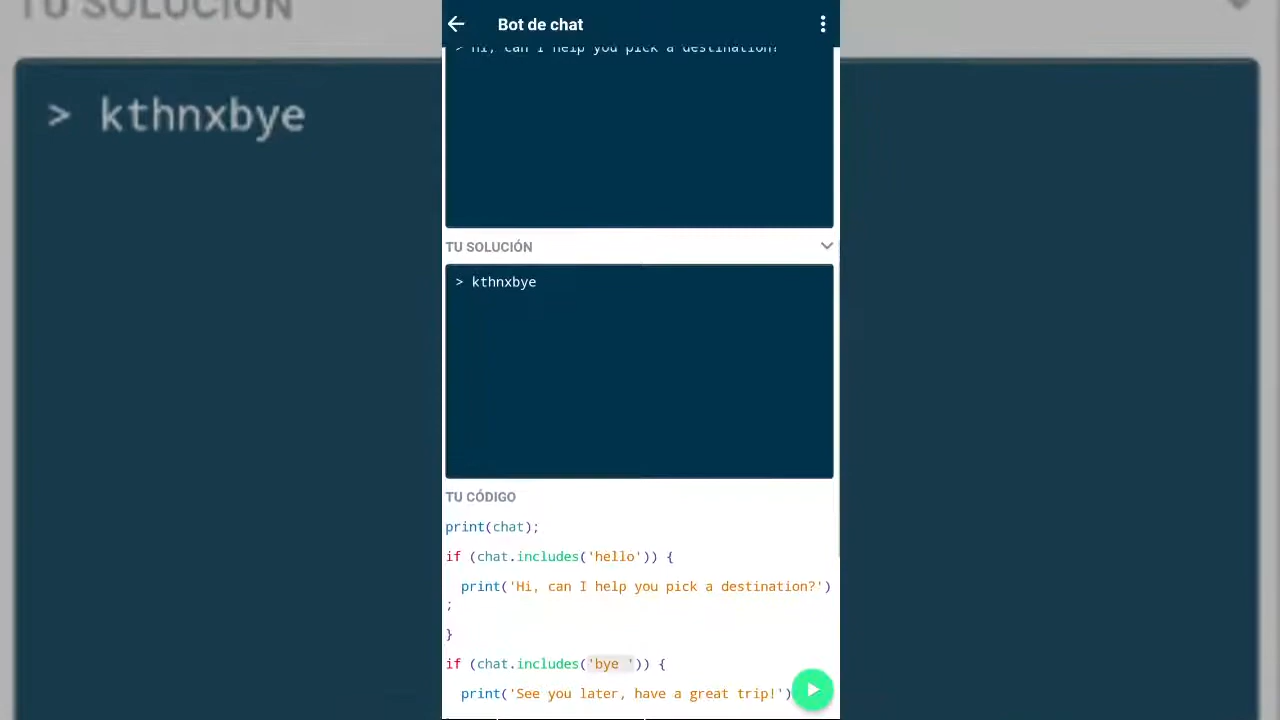 TU SOLUCIÓN
> kthnxbye
Bot de chat
> Hi, can I help you pick a destination?
TU SOLUCIÓN
> kthnxbye
TU CÓDIGO
print(chat);
if (chat.includes('hello')) {
print('Hi, can I help you pick a destination?')
;
}
if (chat.includes('bye ')) {
print('See you later, have a great trip!')